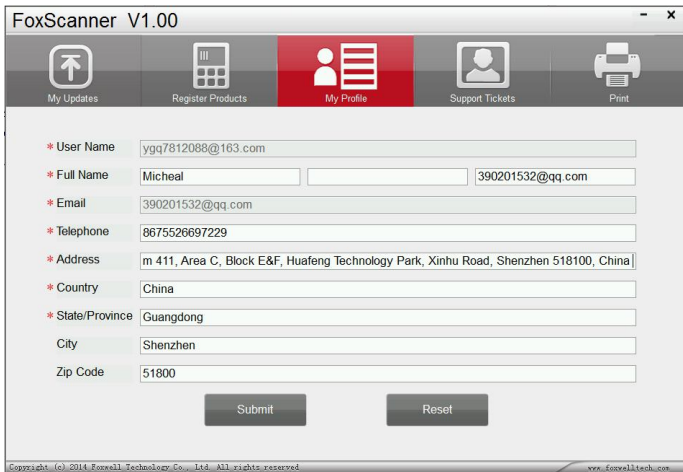 FoxScanner V1.00
My Updates Register Products My Profile Support Tickets Print
* User Name ygq7812088@163.com
* Full Name Micheal 390201532@qq.com
* Email 390201532@qq.com
* Telephone 8675526697229
* Address m 411, Area C, Block E&F, Huafeng Technology Park, Xinhu Road, Shenzhen 518100, China
* Country China
* State/Province Guangdong
City Shenzhen
Zip Code 51800
Submit Reset
Copyright (c) 2014 Foxwell Technology Co., Ltd. All rights reserved www.foxwelltech.com